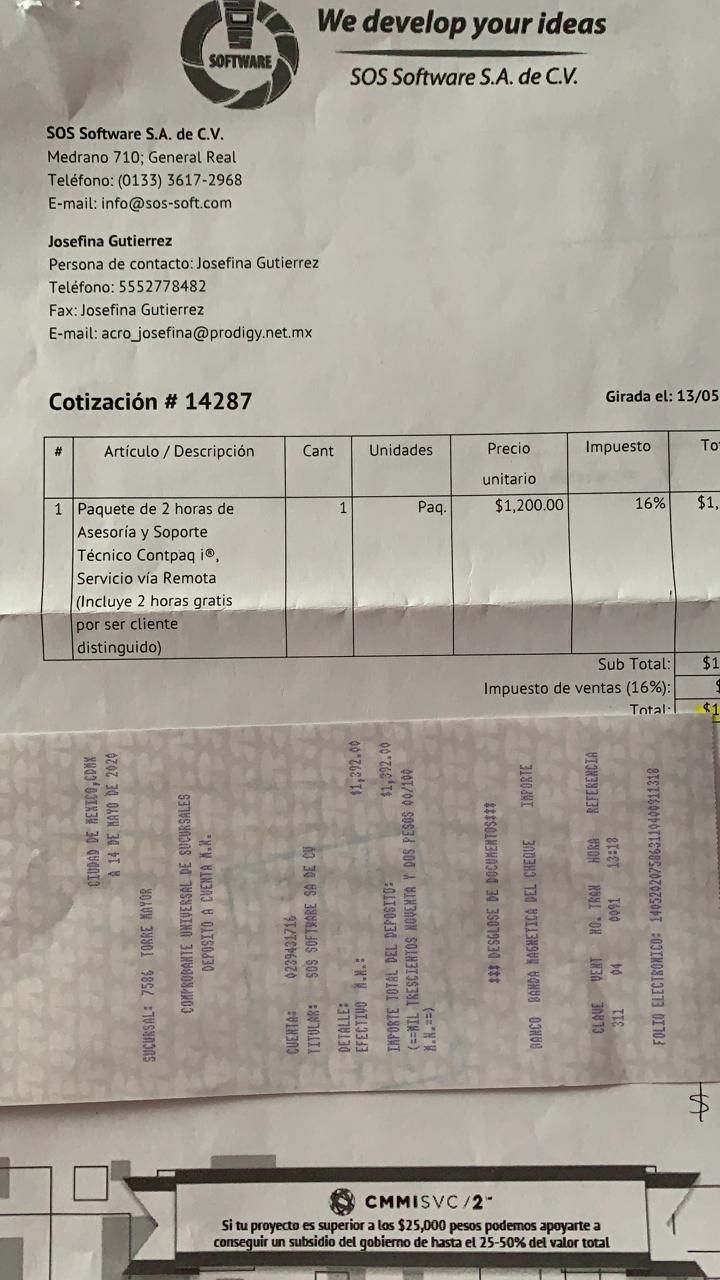 SOS
SOFTWARE
We develop your ideas
SOS Software S.A. de C.V.
SOS Software S.A. de C.V.
Medrano 710; General Real
Teléfono: (0133) 3617-2968
E-mail: info@sos-soft.com
Josefina Gutierrez
Persona de contacto: Josefina Gutierrez
Teléfono: 5552778482
Fax: Josefina Gutierrez
E-mail: acro_josefina@prodigy.net.mx
Cotización # 14287
Girada el: 13/05
# Artículo / Descripción Cant Unidades Precio unitario Impuesto To
1 Paquete de 2 horas de 1 Paq. $1,200.00 16% $1,
Asesoría y Soporte
Técnico Contpaq i®,
Servicio vía Remota
(Incluye 2 horas gratis
por ser cliente
distinguido)
Sub Total: $1
Impuesto de ventas (16%): $
Total: $1
CIUDAD DE MEXICO,CDMX
A 14 DE MAYO DE 2020
SUCURSAL: 7586 TORRE MAYOR
COMPROBANTE UNIVERSAL DE SUCURSALES
DEPOSITO A CUENTA M.N.
CUENTA: 0239431716
TITULAR: SOS SOFTWARE SA DE CV
DETALLE:
EFECTIVO M.N.: $1,392.00
IMPORTE TOTAL DEL DEPOSITO: $1,392.00
(==MIL TRESCIENTOS NOVENTA Y DOS PESOS 00/100
M.N.==)
$$$ DESGLOSE DE DOCUMENTOS$$$
BANCO BANDA MAGNETICA DEL CHEQUE IMPORTE
CLAVE VENT NO. TRAN HORA REFERENCIA
311 04 0091 13:18
FOLIO ELECTRONICO: 
$
CMMISVC/2
Si tu proyecto es superior a los $25,000 pesos podemos apoyarte a
conseguir un subsidio del gobierno de hasta el 25-50% del valor total